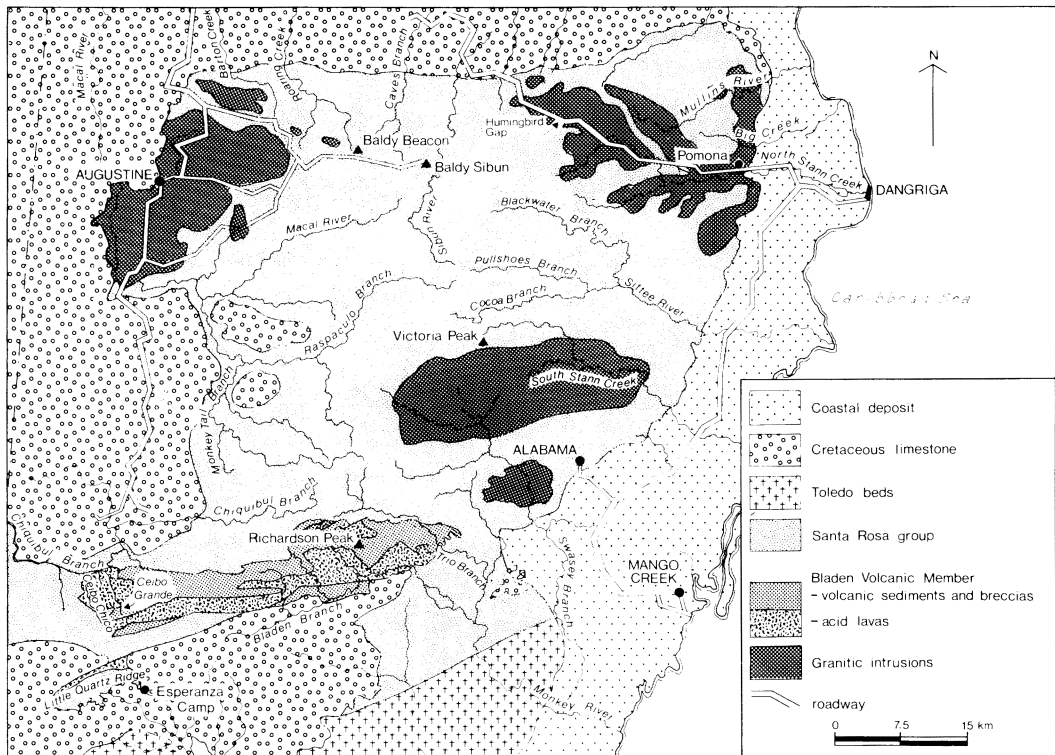 Macal River
Barton Creek
Roaring Creek
Caves Branch
N
Humingbird
Gap
Mullins River
Big Creek
Baldy Beacon
Baldy Sibun
Pomona
North Stann Creek
AUGUSTINE
DANGRIGA
Macal River
Sibun River
Blackwater
Branch
Pullshoes Branch
Sittee River
Cocoa Branch
Caribbean Sea
Raspaculo Branch
Victoria Peak
South Stann Creek
Monkey Tail Branch
ALABAMA
Chiquibul Branch
Chiquibul
Branch
Richardson Peak
Trio Branch
Swasey Branch
MANGO
CREEK
Ceibo
Grande
Ceibo Chico
Bladen Branch
Little Quartz Ridge
Esperanza
Camp
Monkey River
Coastal deposit
Cretaceous limestone
Toledo beds
Santa Rosa group
Bladen Volcanic Member
- volcanic sediments and breccias
- acid lavas
Granitic intrusions
roadway
0 7.5 15 km